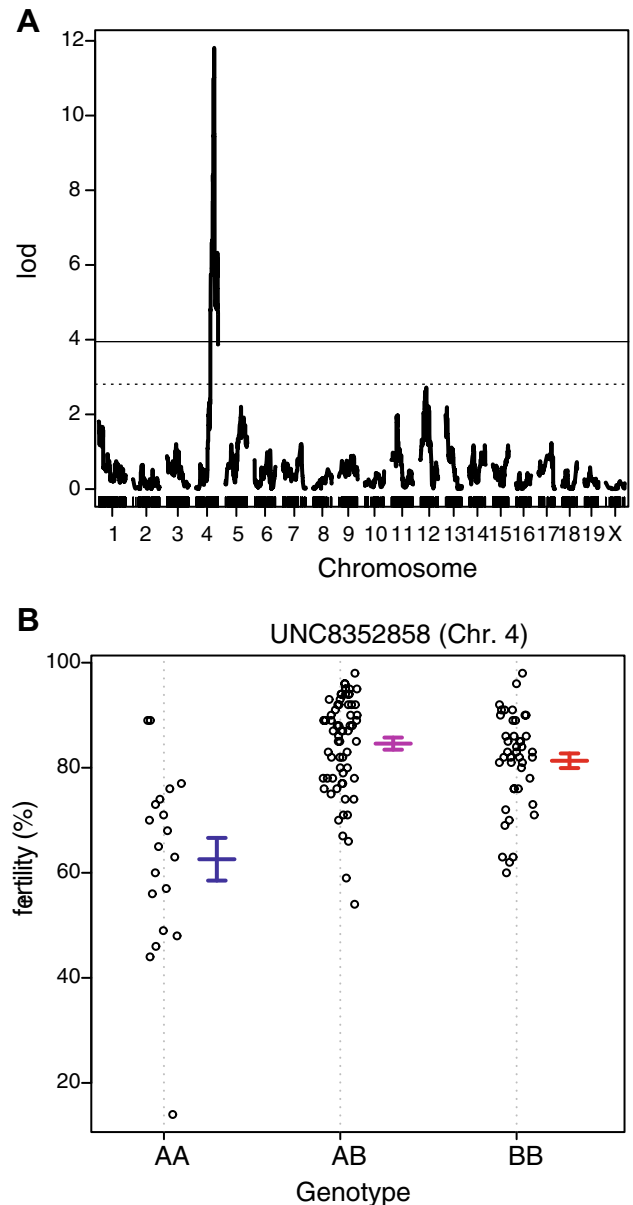 A
12
10
8
6
4
2
0
lod
1 2 3 4 5 6 7 8 9 10 11 12 13 14 15 16 17 18 19 X
Chromosome
B
UNC8352858 (Chr. 4)
100
80
60
40
20
fertility (%)
AA AB BB
Genotype